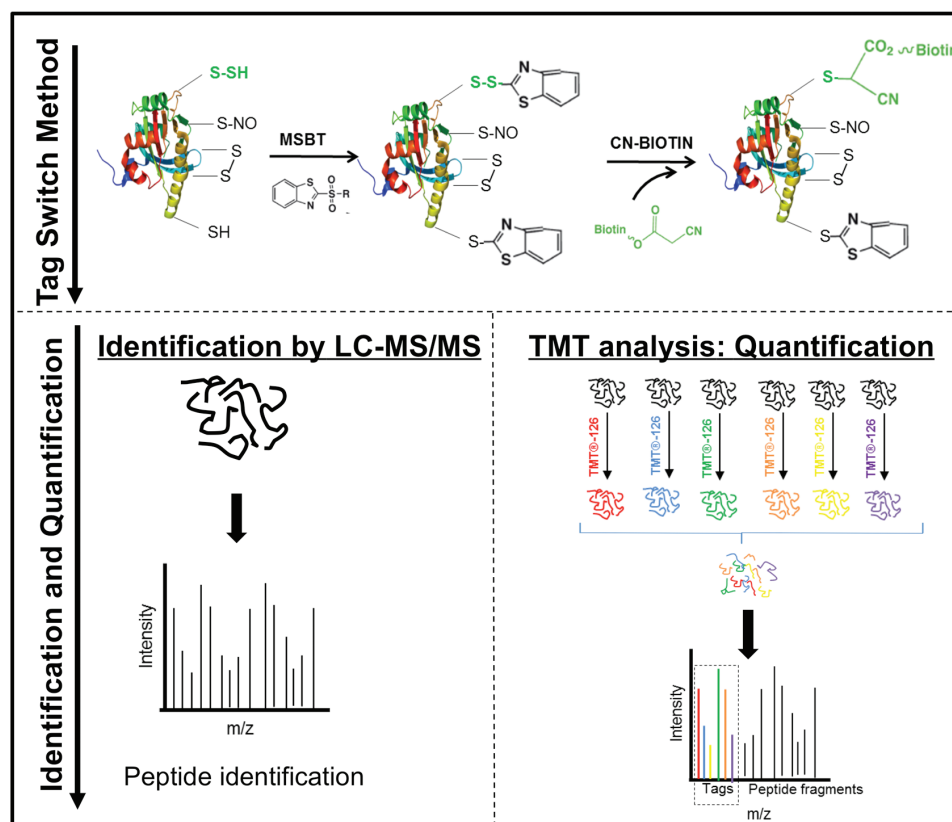 Tag Switch Method
S-SH
S-NO
S
S
SH
MSBT
S
N
O
S-R
O
S-S
N
S
S-NO
S
S
S
N
S
CN-BIOTIN
Biotin
O
O
CN
CO2 Biotin
S
CN
S-NO
S
S
S
N
S
Identification and Quantification
Identification by LC-MS/MS
Intensity
m/z
Peptide identification
TMT analysis: Quantification
TMT®-126
TMT®-126
TMT®-126
TMT®-126
TMT®-126
TMT®-126
Intensity
Tags Peptide fragments
m/z